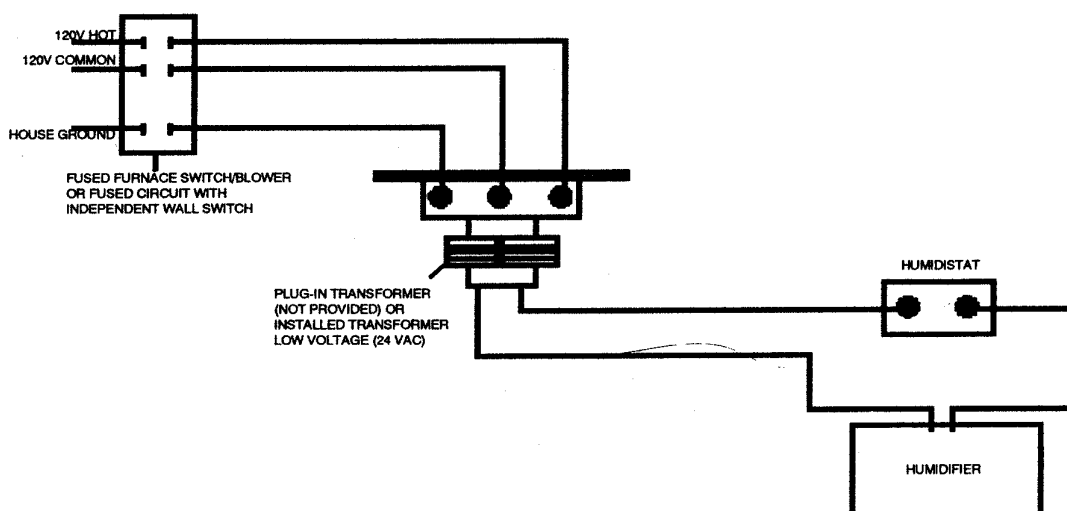 120V HOT
120V COMMON
HOUSE GROUND
FUSED FURNACE SWITCH/BLOWER
OR FUSED CIRCUIT WITH
INDEPENDENT WALL SWITCH
PLUG-IN TRANSFORMER
(NOT PROVIDED) OR
INSTALLED TRANSFORMER
LOW VOLTAGE (24 VAC)
HUMIDISTAT
HUMIDIFIER